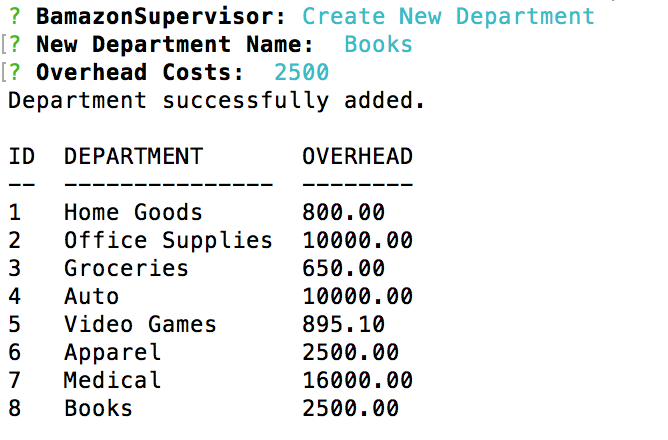 ? BamazonSupervisor: Create New Department
[? New Department Name: Books
[? Overhead Costs: 2500
Department successfully added.

ID  DEPARTMENT       OVERHEAD
--  ---------------  --------
1   Home Goods       800.00
2   Office Supplies  10000.00
3   Groceries        650.00
4   Auto             10000.00
5   Video Games      895.10
6   Apparel          2500.00
7   Medical          16000.00
8   Books            2500.00